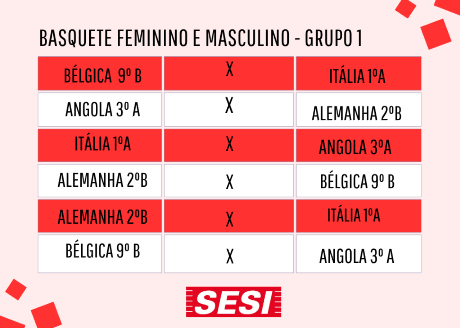 BASQUETE FEMININO E MASCULINO - GRUPO 1
BÉLGICA 9º B X ITÁLIA 1ºA
ANGOLA 3º A X ALEMANHA 2ºB
ITÁLIA 1ºA X ANGOLA 3ºA
ALEMANHA 2ºB X BÉLGICA 9º B
ALEMANHA 2ºB X ITÁLIA 1ºA
BÉLGICA 9º B X ANGOLA 3º A
SESI